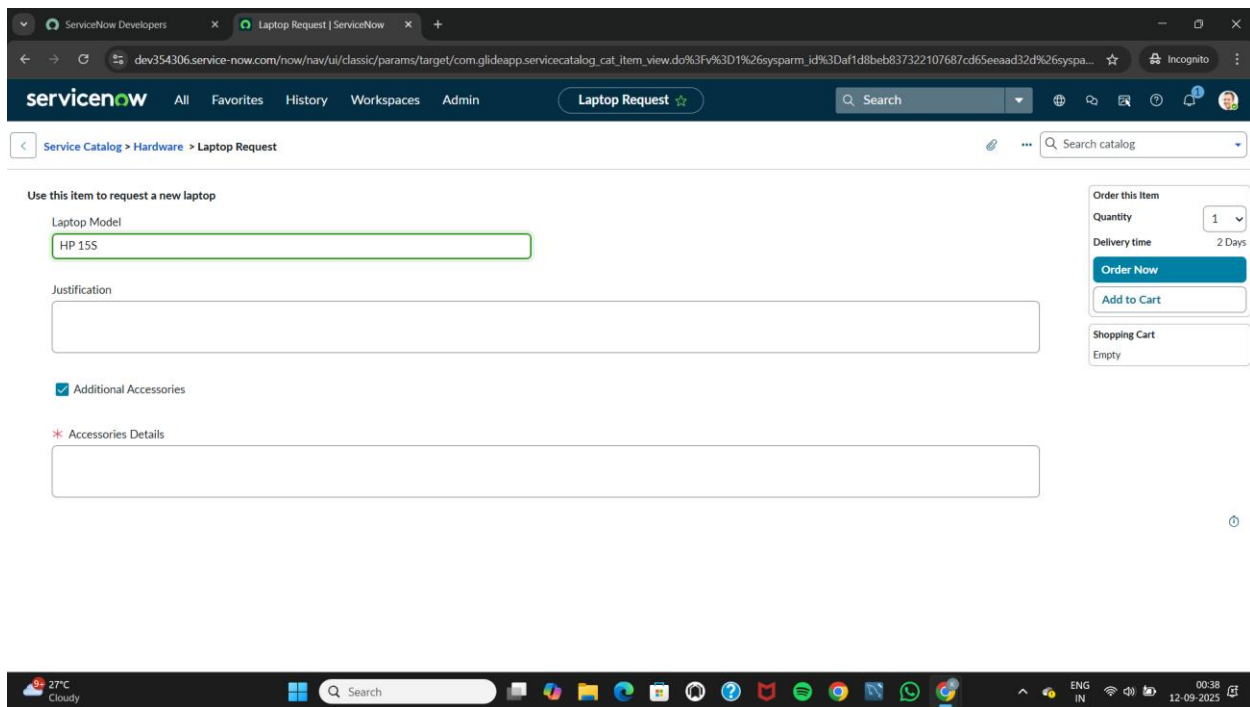 ServiceNow Developers
Laptop Request | ServiceNow
dev354306.service-now.com/now/nav/ui/classic/params/target/com.glideapp.servicecatalog_cat_item_view.do%3Fv%3D1%26sysparm_id%3Daf1d8beb837322107687cd65eeaad32d%26syspa...
Incognito
servicenow All Favorites History Workspaces Admin
Laptop Request
Search
1
Service Catalog > Hardware > Laptop Request
Search catalog
Use this item to request a new laptop
Laptop Model
HP 15S
Justification
Additional Accessories
* Accessories Details
Order this Item
Quantity 1
Delivery time 2 Days
Order Now
Add to Cart
Shopping Cart
Empty
9+ 27°C
Cloudy
Search
ENG
IN
00:38
12-09-2025